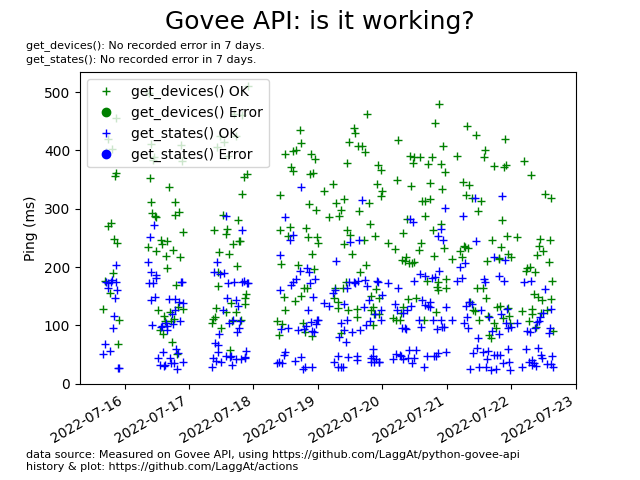 Govee API: is it working?
get_devices(): No recorded error in 7 days.
get_states(): No recorded error in 7 days.
get_devices() OK
get_devices() Error
get_states() OK
get_states() Error
Ping (ms)
500
400
300
200
100
0
2022-07-16
2022-07-17
2022-07-18
2022-07-19
2022-07-20
2022-07-21
2022-07-22
2022-07-23
data source: Measured on Govee API, using https://github.com/LaggAt/python-govee-api
history & plot: https://github.com/LaggAt/actions